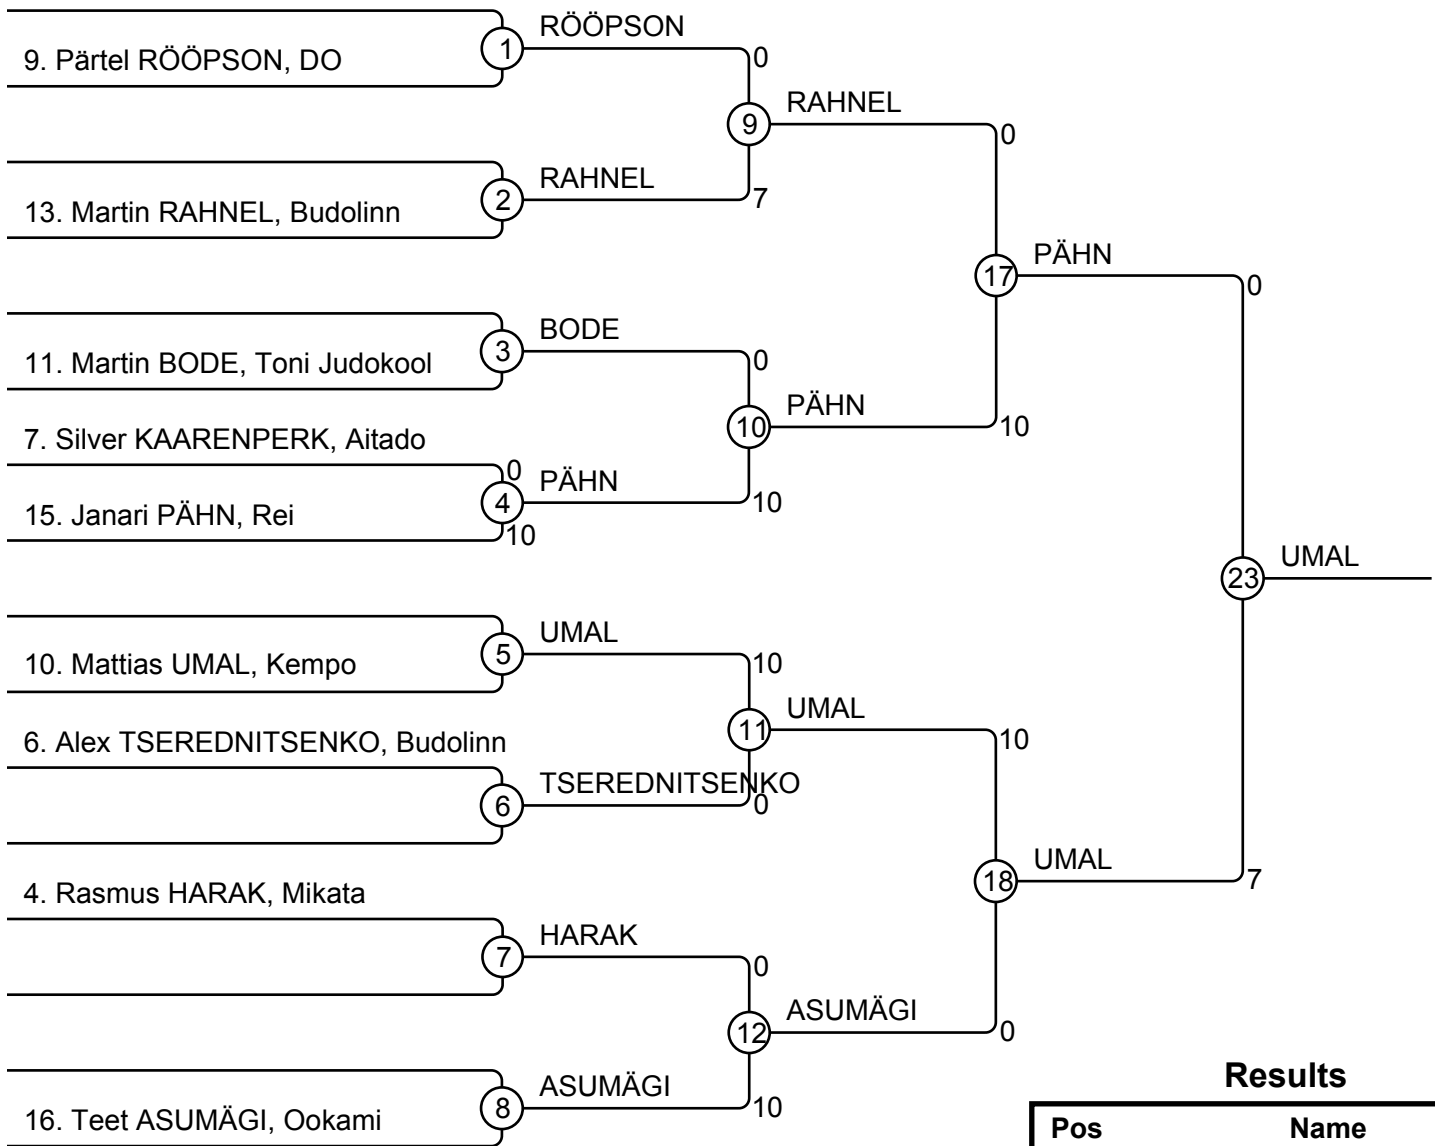 RÖÖPSON
9. Pärtel RÖÖPSON, DO
1
0
RAHNEL
9
0
RAHNEL
13. Martin RAHNEL, Budolinn
2
7
PÄHN
17
0
BODE
11. Martin BODE, Toni Judokool
3
0
PÄHN
10
10
7. Silver KAARENPERK, Aitado
0
PÄHN
4
10
15. Janari PÄHN, Rei
10
UMAL
23
UMAL
10. Mattias UMAL, Kempo
5
10
UMAL
11
10
6. Alex TSEREDNITSENKO, Budolinn
TSEREDNITSENKO
6
0
UMAL
18
7
4. Rasmus HARAK, Mikata
HARAK
7
0
ASUMÄGI
12
0
ASUMÄGI
16. Teet ASUMÄGI, Ookami
8
10
Results
Pos Name